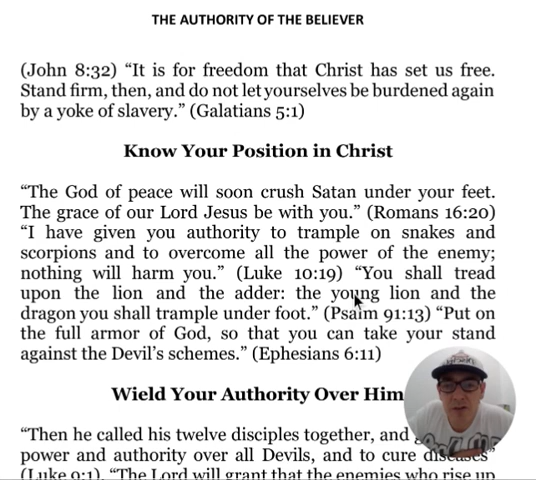 THE AUTHORITY OF THE BELIEVER
(John 8:32) “It is for freedom that Christ has set us free.
Stand firm, then, and do not let yourselves be burdened again
by a yoke of slavery.” (Galatians 5:1)
Know Your Position in Christ
“The God of peace will soon crush Satan under your feet.
The grace of our Lord Jesus be with you.” (Romans 16:20)
“I have given you authority to trample on snakes and
scorpions and to overcome all the power of the enemy;
nothing will harm you.” (Luke 10:19) “You shall tread
upon the lion and the adder: the young lion and the
dragon you shall trample under foot.” (Psalm 91:13) “Put on
the full armor of God, so that you can take your stand
against the Devil’s schemes.” (Ephesians 6:11)
Wield Your Authority Over Him
“Then he called his twelve disciples together, and
power and authority over all Devils, and to cure diseases”
(Luke 9:1). “The Lord will grant that the enemies who rise up